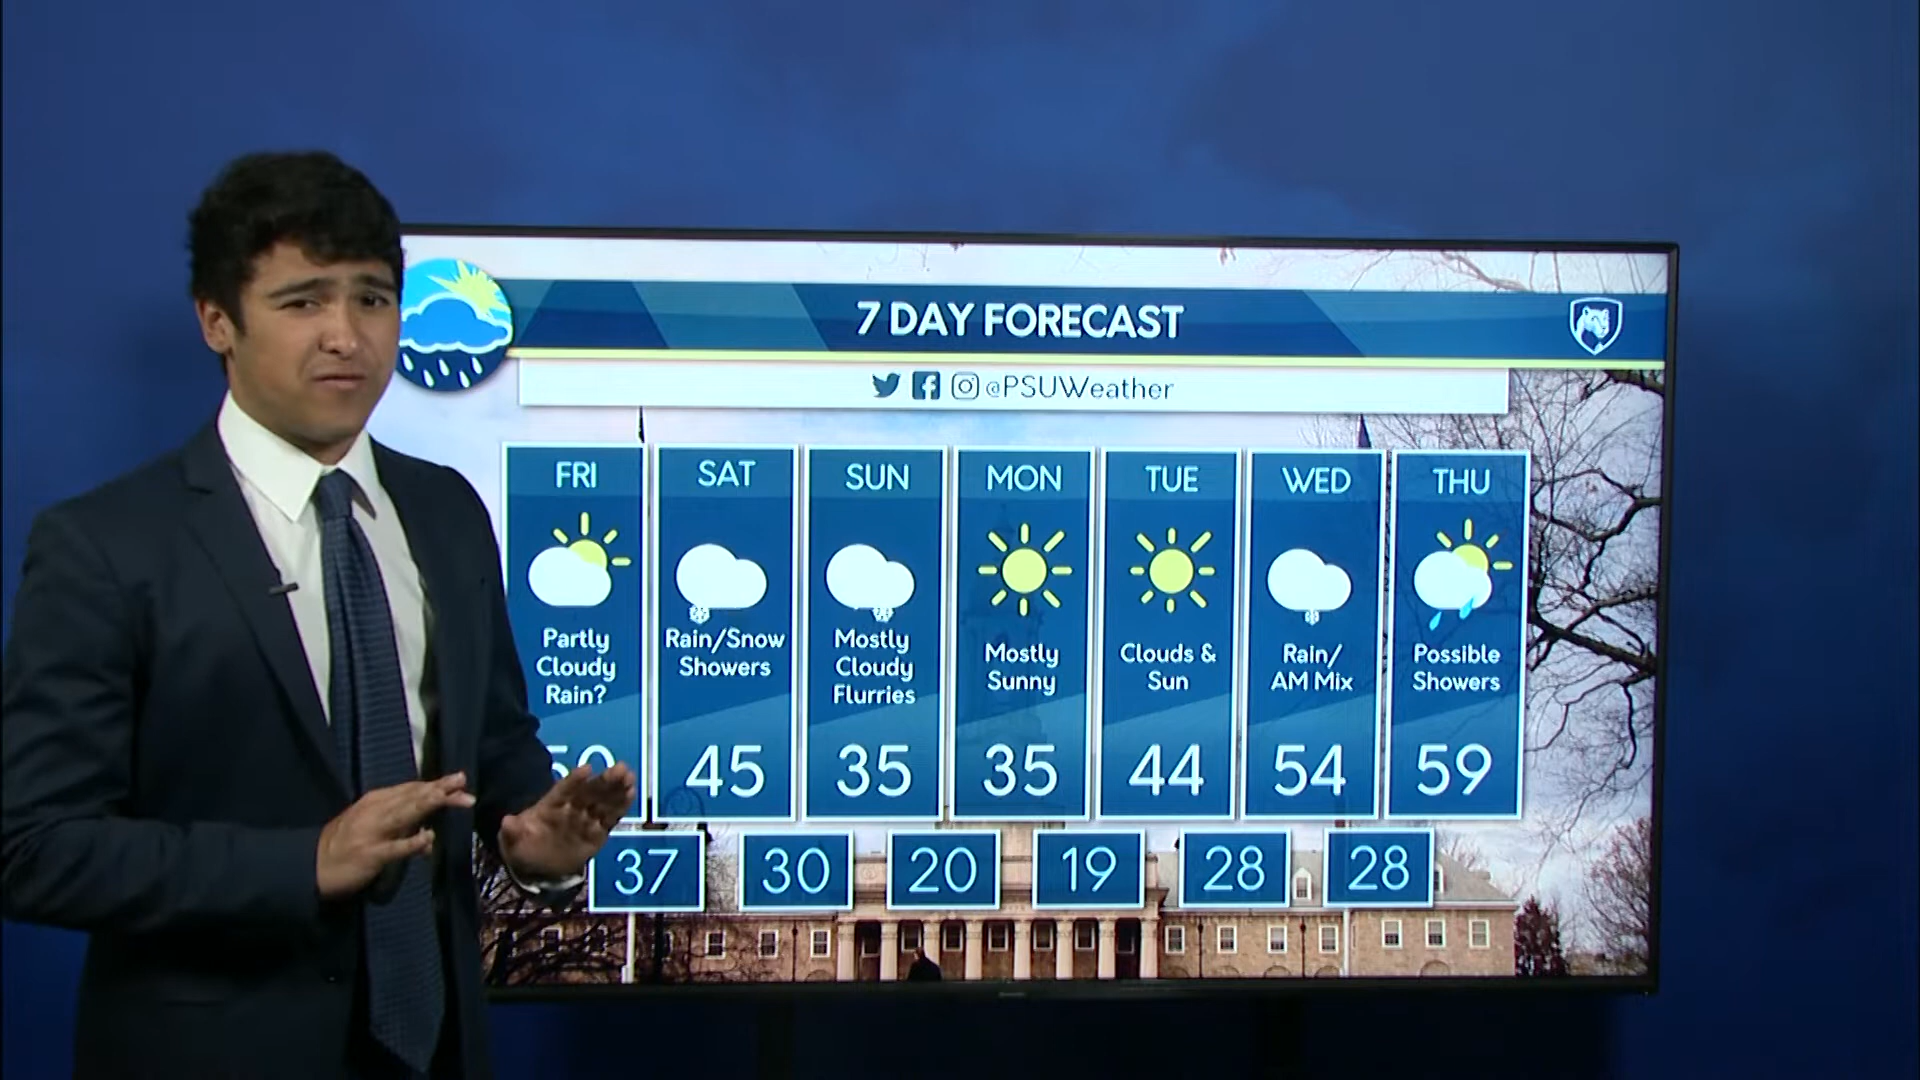 7 DAY FORECAST
@PSUWeather
FRI
SAT
SUN
MON
TUE
WED
THU
Partly
Cloudy
Rain?
Rain/Snow
Showers
Mostly
Cloudy
Flurries
Mostly
Sunny
Clouds &
Sun
Rain/
AM Mix
Possible
Showers
50
45
35
35
44
54
59
37
30
20
19
28
28